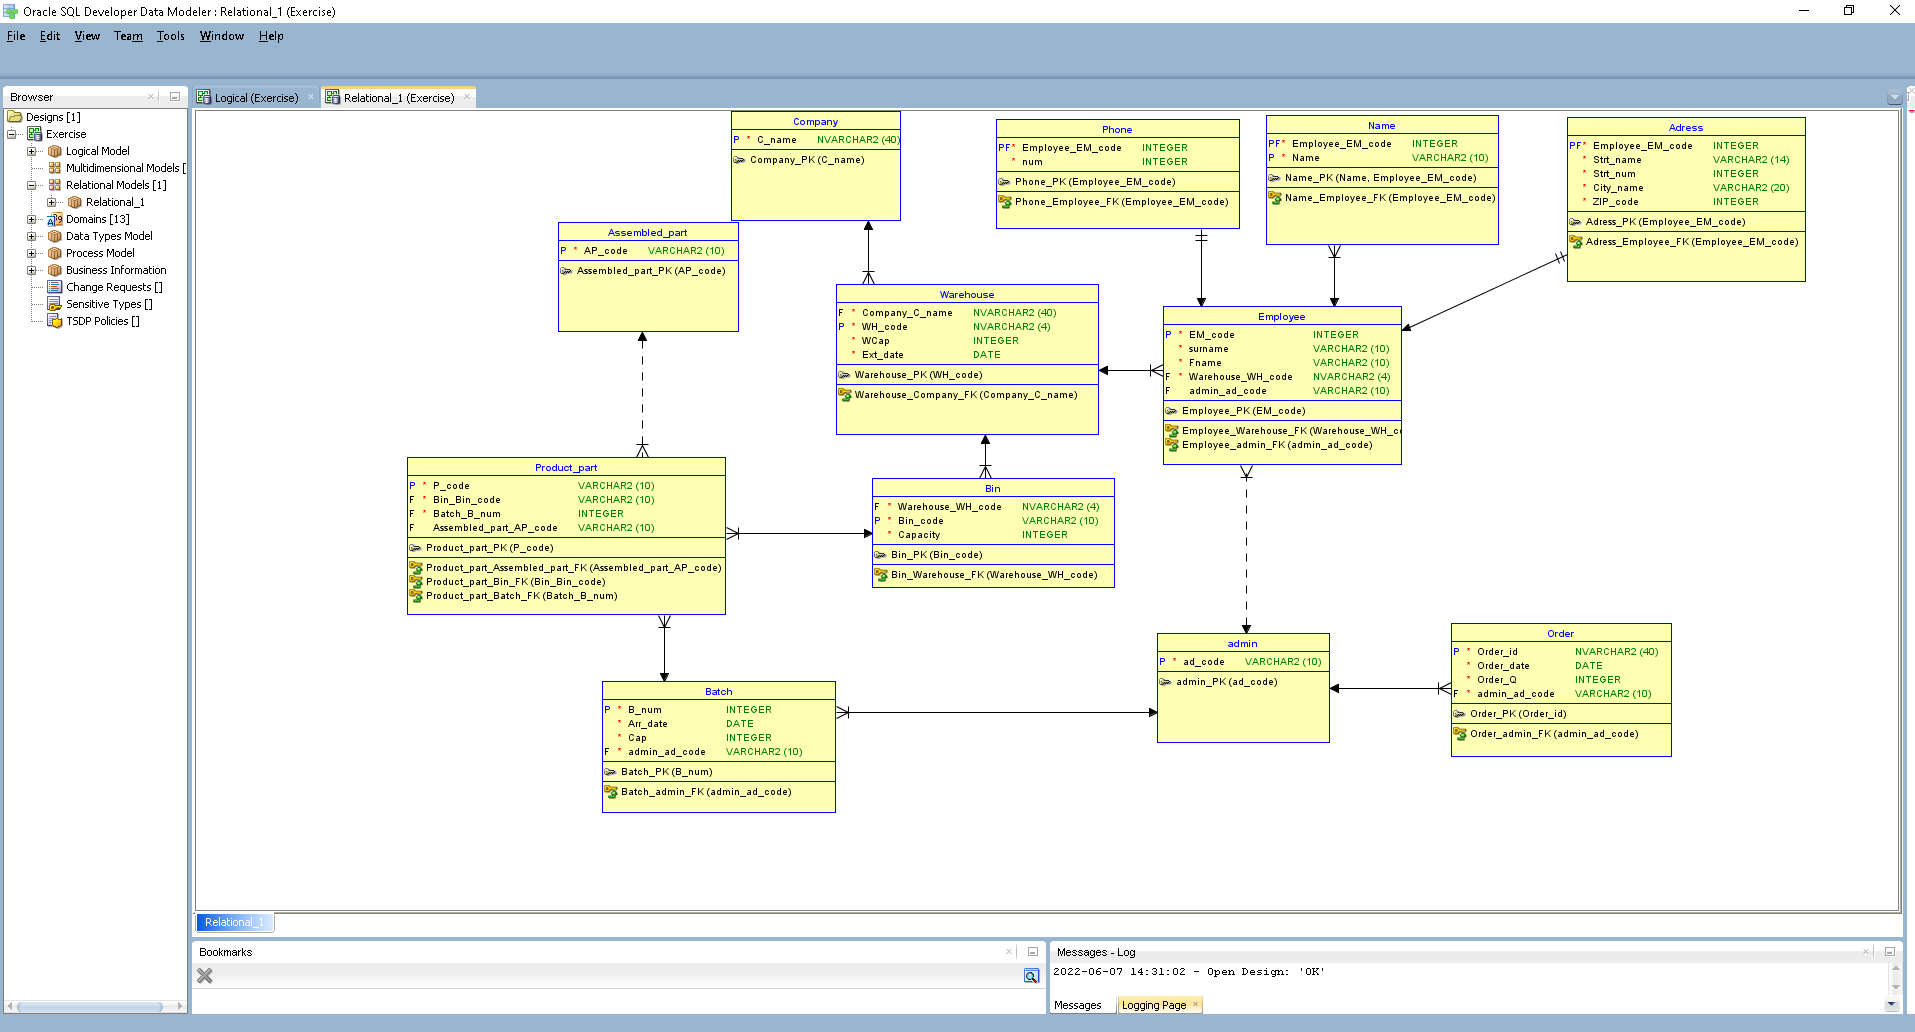 Oracle SQL Developer Data Modeler : Relational_1 (Exercise)
File Edit View Team Tools Window Help
Browser
Designs [1]
Exercise
Logical Model
Multidimensional Models [
Relational Models [1]
Relational_1
Domains [13]
Data Types Model
Process Model
Business Information
Change Requests []
Sensitive Types []
TSDP Policies []
Logical (Exercise)
Relational_1 (Exercise)
Company
P * C_name NVARCHAR2 (40)
Company_PK (C_name)
Phone
PF* Employee_EM_code INTEGER
* num INTEGER
Phone_PK (Employee_EM_code)
Phone_Employee_FK (Employee_EM_code)
Name
PF* Employee_EM_code INTEGER
P * Name VARCHAR2 (10)
Name_PK (Name, Employee_EM_code)
Name_Employee_FK (Employee_EM_code)
Adress
PF* Employee_EM_code INTEGER
* Strt_name VARCHAR2 (14)
* Strt_num INTEGER
* City_name VARCHAR2 (20)
* ZIP_code INTEGER
Adress_PK (Employee_EM_code)
Adress_Employee_FK (Employee_EM_code)
Assembled_part
P * AP_code VARCHAR2 (10)
Assembled_part_PK (AP_code)
Warehouse
F * Company_C_name NVARCHAR2 (40)
P * WH_code NVARCHAR2 (4)
* WCap INTEGER
* Ext_date DATE
Warehouse_PK (WH_code)
Warehouse_Company_FK (Company_C_name)
Employee
P * EM_code INTEGER
* surname VARCHAR2 (10)
* Fname VARCHAR2 (10)
F * Warehouse_WH_code NVARCHAR2 (4)
F admin_ad_code VARCHAR2 (10)
Employee_PK (EM_code)
Employee_Warehouse_FK (Warehouse_WH_c
Employee_admin_FK (admin_ad_code)
Product_part
P * P_code VARCHAR2 (10)
F * Bin_Bin_code VARCHAR2 (10)
F * Batch_B_num INTEGER
F Assembled_part_AP_code VARCHAR2 (10)
Product_part_PK (P_code)
Product_part_Assembled_part_FK (Assembled_part_AP_code)
Product_part_Bin_FK (Bin_Bin_code)
Product_part_Batch_FK (Batch_B_num)
Bin
F * Warehouse_WH_code NVARCHAR2 (4)
P * Bin_code VARCHAR2 (10)
* Capacity INTEGER
Bin_PK (Bin_code)
Bin_Warehouse_FK (Warehouse_WH_code)
admin
P * ad_code VARCHAR2 (10)
admin_PK (ad_code)
Order
P * Order_id NVARCHAR2 (40)
* Order_date DATE
* Order_Q INTEGER
F * admin_ad_code VARCHAR2 (10)
Order_PK (Order_id)
Order_admin_FK (admin_ad_code)
Batch
P * B_num INTEGER
* Arr_date DATE
* Cap INTEGER
F * admin_ad_code VARCHAR2 (10)
Batch_PK (B_num)
Batch_admin_FK (admin_ad_code)
Relational_1
Bookmarks
Messages - Log
2022-06-07 14:31:02 - Open Design: 'OK'
Messages
Logging Page